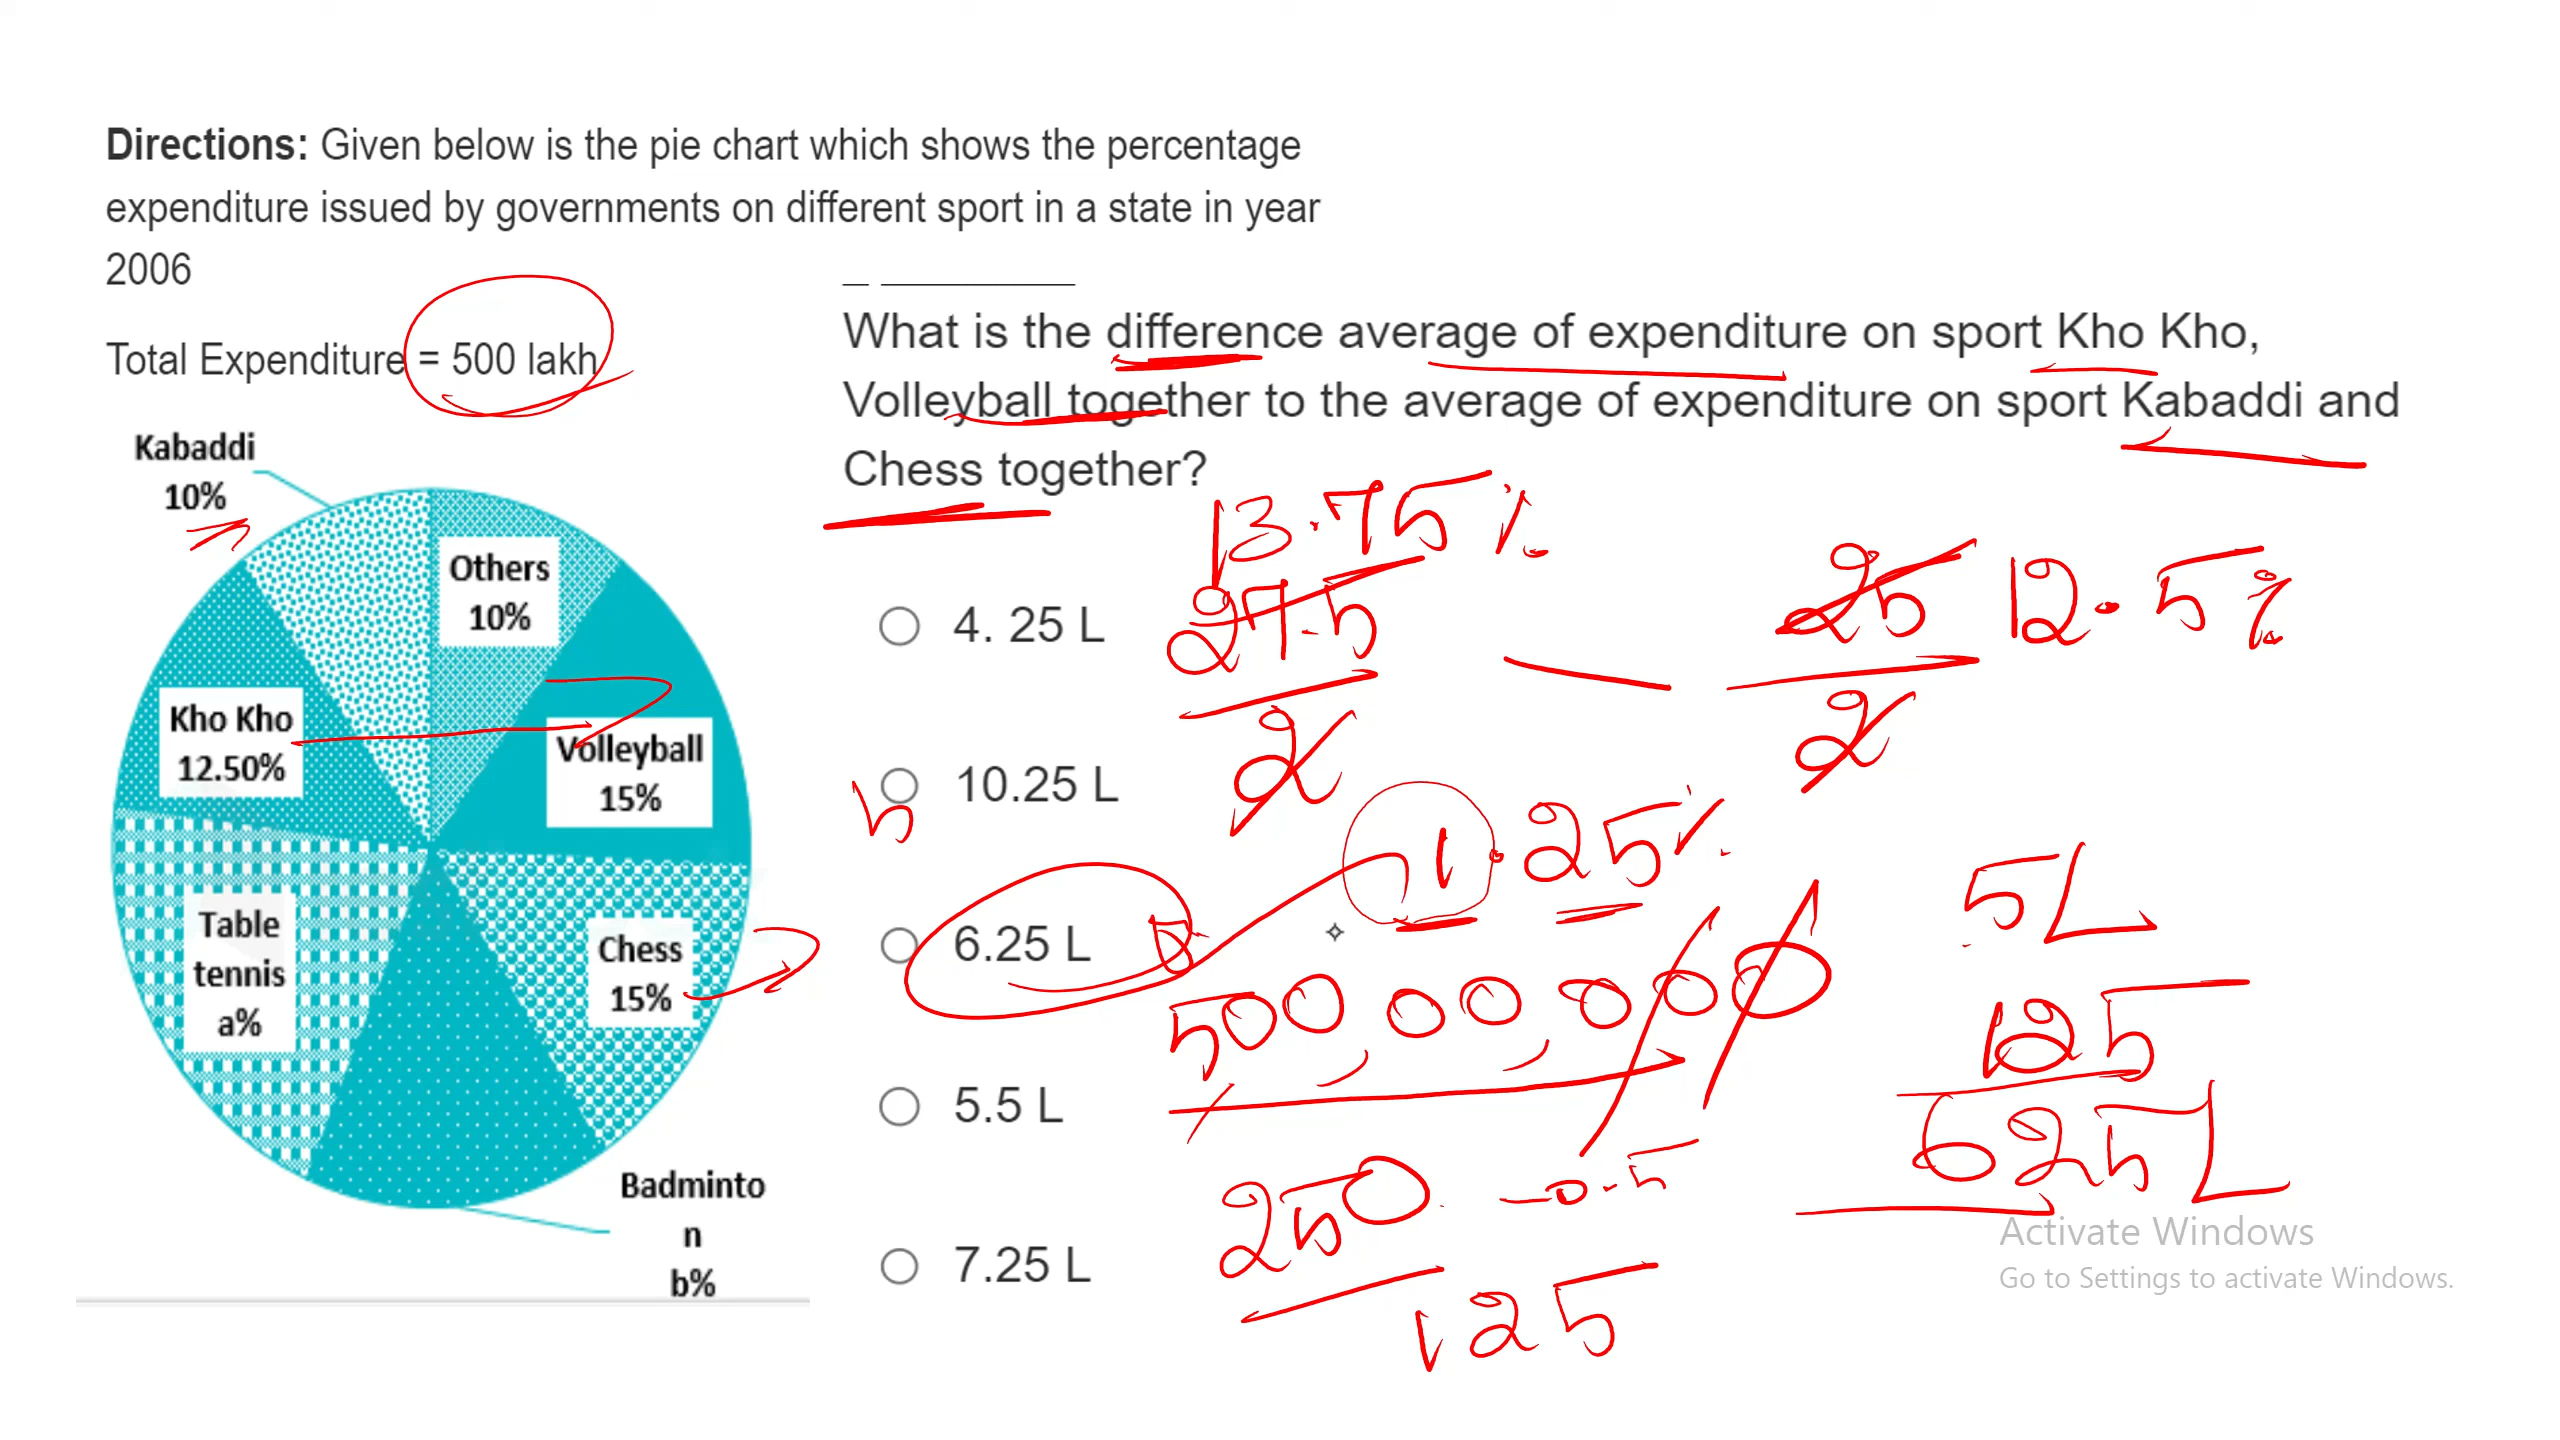 Directions: Given below is the pie chart which shows the percentage
expenditure issued by governments on different sport in a state in year
2006
Total Expenditure = 500 lakh
Kabaddi
10%
Others
10%
Kho Kho
12.50%
Volleyball
15%
Table
tennis
a%
Chess
15%
Badminto
n
b%
What is the difference average of expenditure on sport Kho Kho,
Volleyball together to the average of expenditure on sport Kabaddi and
Chess together?
4. 25 L
10.25 L
6.25 L
5.5 L
7.25 L
13.75 %
27.5
2
25
2
12.5%
1.25%
500,00,000
250
-0.5
125
5L
125
625L
Activate Windows
Go to Settings to activate Windows.